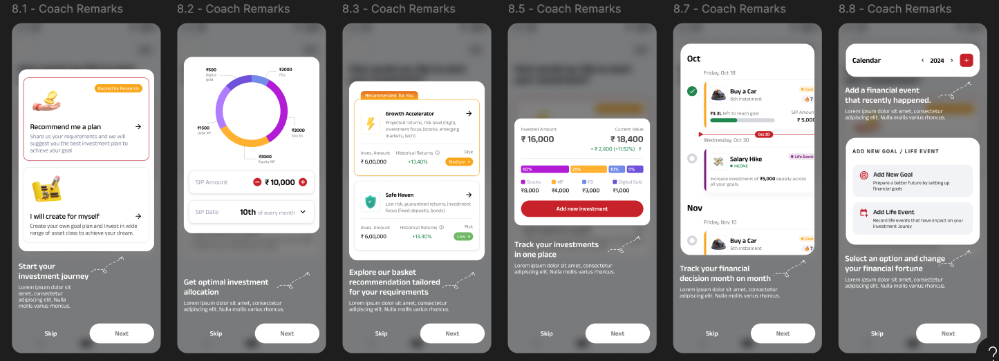 8.1 - Coach Remarks
Backed by Research
Recommend me a plan
Share us your requirements and we will
suggest you the best investment plan to
achieve your goal
I will create for myself
Create your own goal plan and Invest in wide
range of asset class to achieve your dream.
Start your
investment journey
Lorem ipsum dolor sit
amet, consectetur
adipiscing elit. Nulla
mollis varius rhoncus.
Skip
Next
8.2 - Coach Remarks
₹500
Digital
gold
₹2000
FDs
₹1500
Debt MF
₹3000
Stocks
₹3000
Equity MF
SIP Amount
₹ 10,000
SIP Date
10th of every month
Get optimal investment
allocation
Lorem ipsum dolor sit amet, consectetur
adipiscing elit. Nulla mollis varius rhoncus.
Skip
Next
8.3 - Coach Remarks
Recommended for You
Growth Accelerator
Projected returns, risk level (high),
investment focus (stocks, emerging
markets, tech)
Inves. Amount
Historical Returns
Risk
₹ 6,00,000
+13.40%
Medium
Safe Haven
Low risk, guaranteed returns, investment
focus (fixed deposits, bonds)
Inves. Amount
Historical Returns
Risk
₹ 6,00,000
+13.40%
Low
Explore our basket
recommendation tailored
for your requirements
Lorem ipsum dolor sit amet, consectetur
adipiscing elit. Nulla mollis varius rhoncus.
Skip
Next
8.5 - Coach Remarks
Invested Amount
Current Value
₹ 16,000
₹ 18,400
+ ₹ 2,400 (+11.52%)
60%
25%
10%
5%
Stocks
MF
FD
Digital Gold
₹8,000
₹4,000
₹3,000
₹1,000
Add new investment
Track your investments
in one place
Lorem ipsum dolor sit amet, consectetur
adipiscing elit. Nulla mollis varius rhoncus.
Skip
Next
8.7 - Coach Remarks
Oct
Friday, Oct 18
Buy a Car
6th Instalment
Goal
7
₹4.3L left to reach goal
SIP Amoun
₹ 5,000
Oct 20
Wednesday, Oct 30
Salary Hike
INCOME
Life Event
Increase investment of ₹5,000 equally across
all your goals.
Nov
Friday, Nov 10
Buy a Car
6th Instalment
Goal
7
Track your financial
decision month on month
Lorem ipsum dolor sit amet, consectetur
adipiscing elit. Nulla mollis varius rhoncus.
Skip
Next
8.8 - Coach Remarks
Calendar
< 2024 >
+
Add a financial event
that recently happened.
Lorem ipsum dolor sit amet, consectetur
adipiscing elit. Nulla mollis varius rhoncus.
ADD NEW GOAL / LIFE EVENT
Add New Goal
Prepare a better future by setting up
financial goals
Add Life Event
Record life events that have impact on your
investment Jourey
Select an option and change
your financial fortune
Lorem ipsum dolor sit amet, consectetur
adipiscing elit. Nulla mollis varius rhoncus.
Skip
Next
?